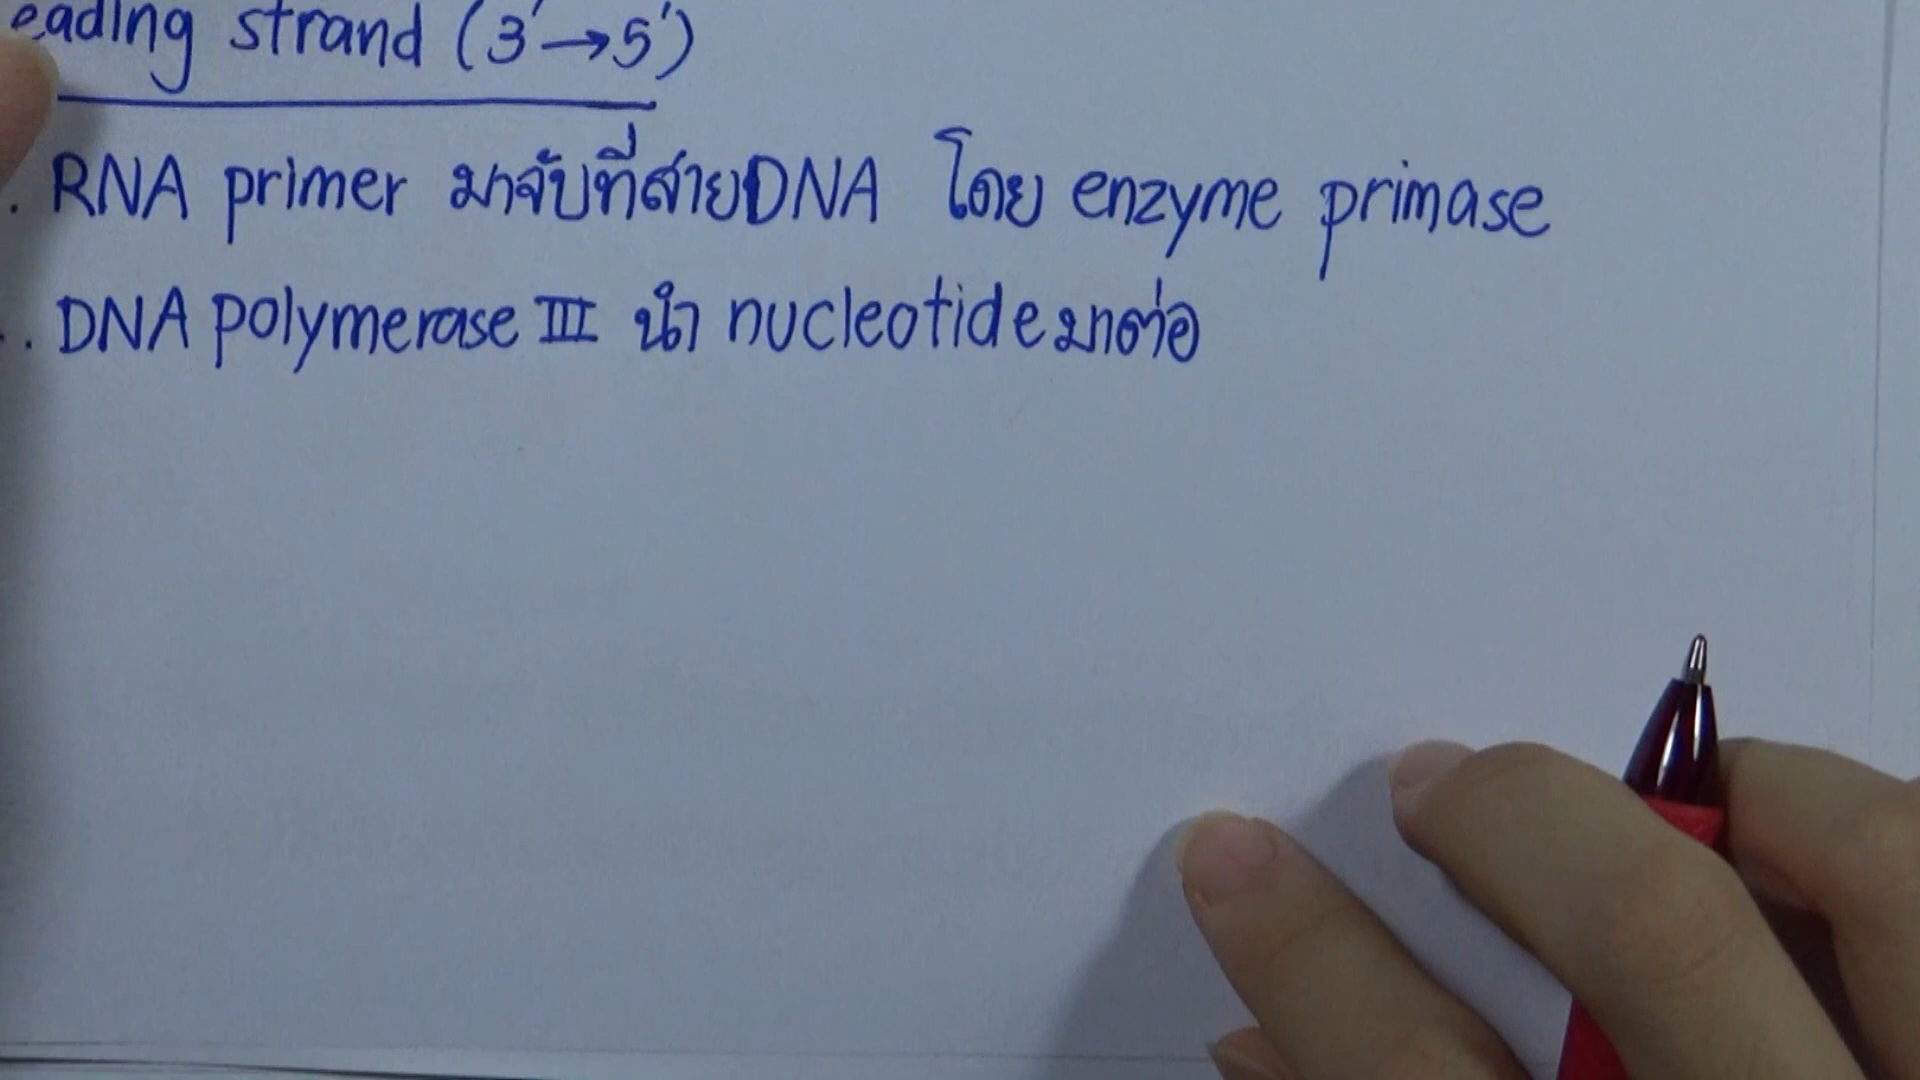 eading strand (3'→5')
. RNA primer มาจับที่สายDNA โดย enzyme primase
. DNA polymerase III นำ nucleotide มาต่อ